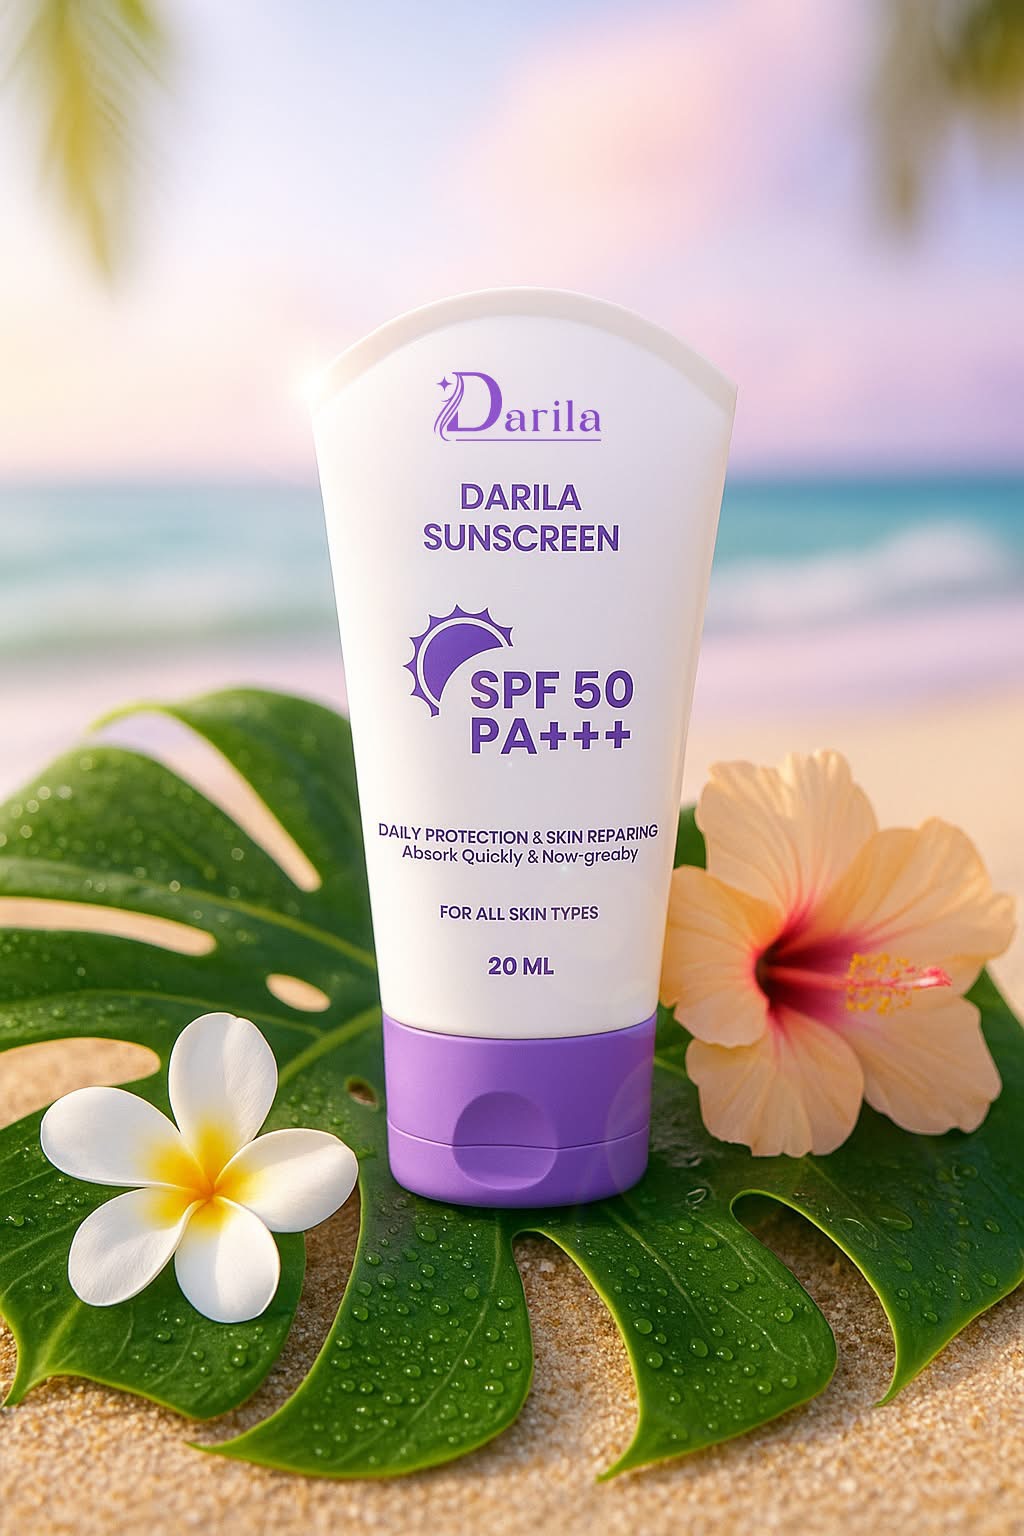 Darila
DARILA
SUNSCREEN
SPF 50
PA+++
DAILY PROTECTION & SKIN REPARING
Absork Quickly & Now-greaby
FOR ALL SKIN TYPES
20 ML